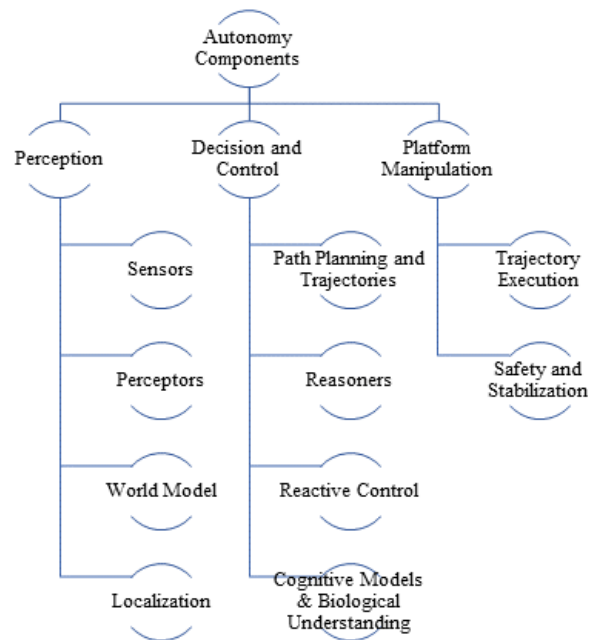 Autonomy
Components
Perception
Decision and
Control
Platform
Manipulation
Sensors
Path Planning and
Trajectories
Trajectory
Execution
Perceptors
Reasoners
Safety and
Stabilization
World Model
Reactive Control
Localization
Cognitive Models
& Biological
Understanding